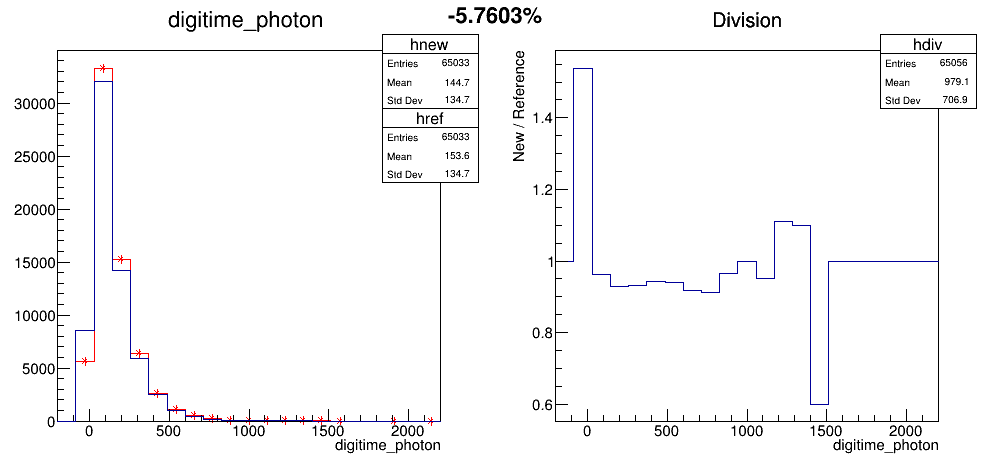 -5.7603%
digitime_photon
hnew
Entries 65033
Mean 144.7
Std Dev 134.7
href
Entries 65033
Mean 153.6
Std Dev 134.7
30000
25000
20000
15000
10000
5000
0
0 500 1000 1500 2000
digitime_photon
Division
hdiv
Entries 65056
Mean 979.1
Std Dev 706.9
New / Reference
1.4
1.2
1
0.8
0.6
0 500 1000 1500 2000
digitime_photon